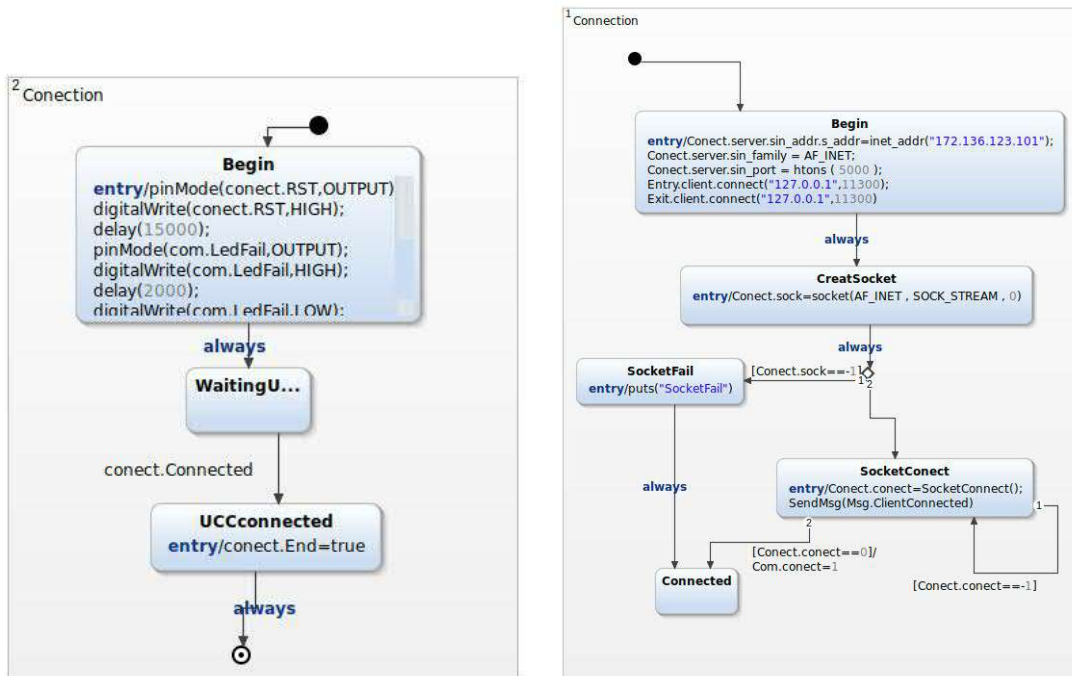 2
Conection
Begin
entry/pinMode(conect.RST,OUTPUT)
digitalWrite(conect.RST,HIGH);
delay(15000);
pinMode(com.LedFail,OUTPUT);
digitalWrite(com.LedFail,HIGH);
delay(2000);
digitalWrite(com.LedFail,LOW);
always
WaitingU...
conect.Connected
UCCconnected
entry/conect.End=true
always
1
Connection
Begin
entry/Conect.server.sin_addr.s_addr=inet_addr("172.136.123.101");
Conect.server.sin_family = AF_INET;
Conect.server.sin_port = htons ( 5000 );
Entry.client.connect("127.0.0.1",11300);
Exit.client.connect("127.0.0.1",11300)
always
CreatSocket
entry/Conect.sock=socket(AF_INET , SOCK_STREAM , 0)
always
[Conect.sock==-1]
1
2
SocketFail
entry/puts("SocketFail")
always
SocketConect
entry/Conect.conect=SocketConnect();
SendMsg(Msg.ClientConnected)
1
2
[Conect.conect==0]/
Com.conect=1
[Conect.conect==-1]
Connected